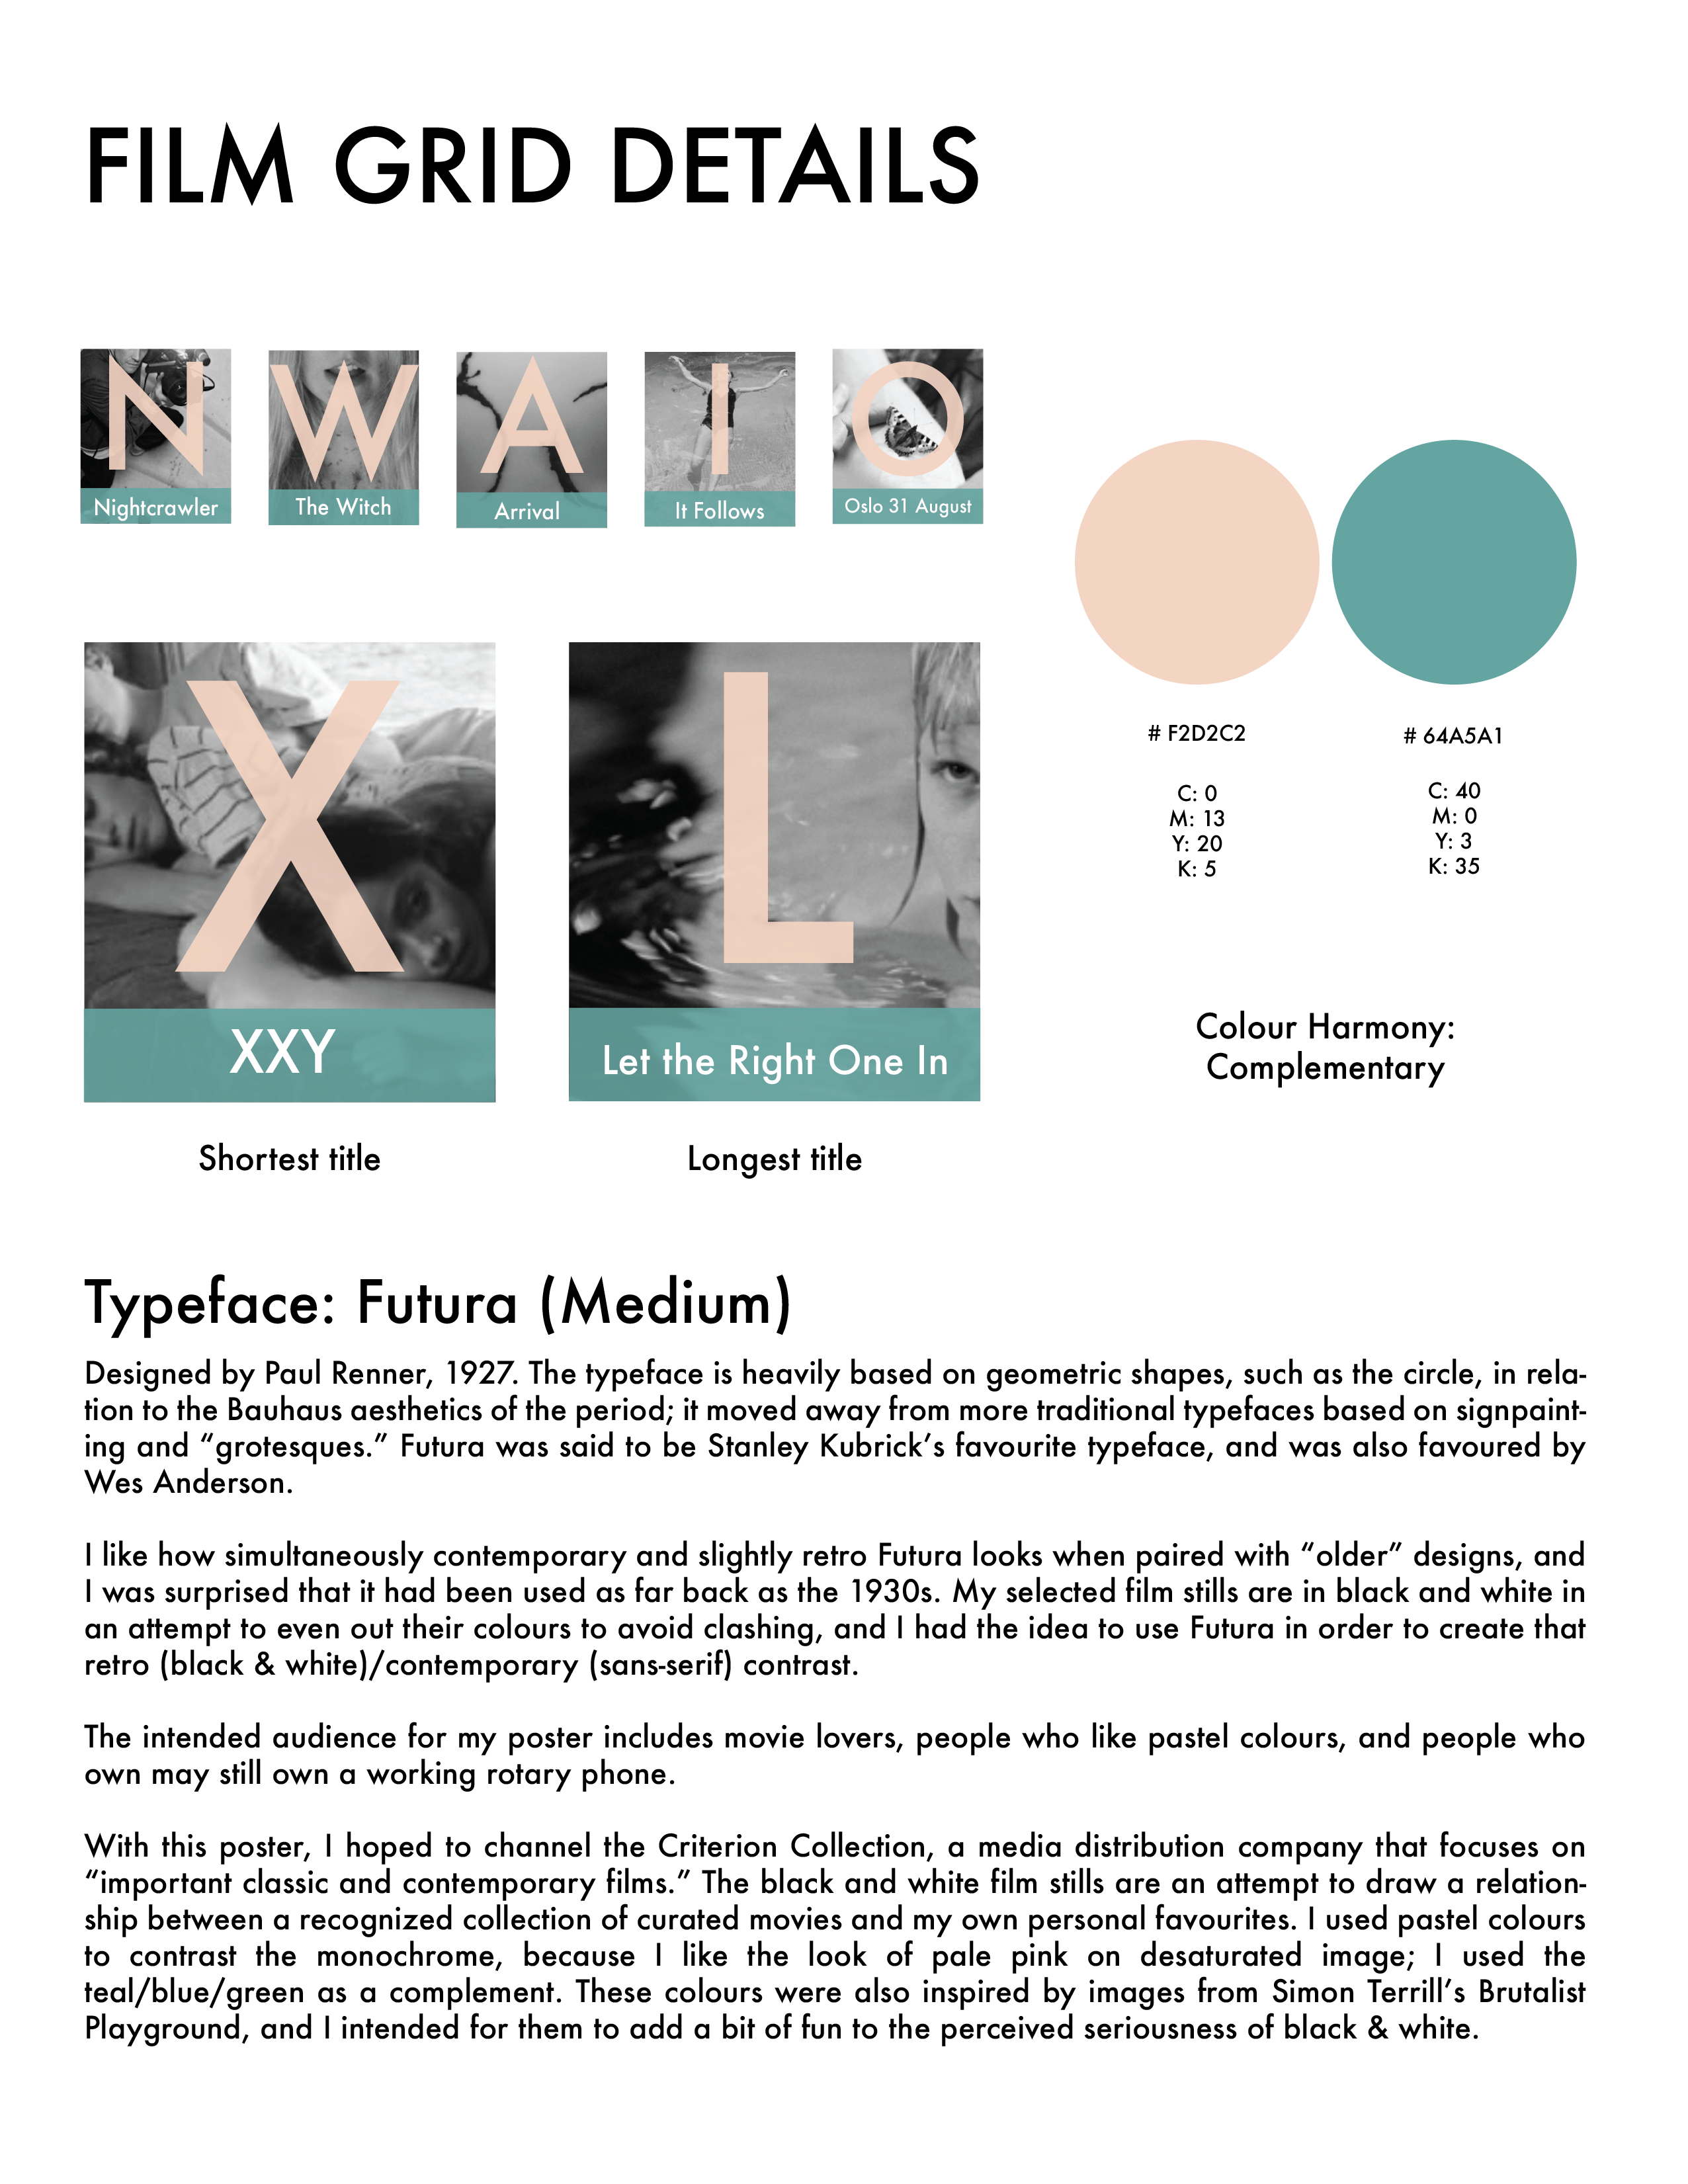 FILM GRID DETAILS
N
W
A
I
O
Nightcrawler
The Witch
Arrival
It Follows
Oslo 31 August
X
XXY
Shortest title
L
Let the Right One In
Longest title
# F2D2C2
C: 0
M: 13
Y: 20
K: 5
# 64A5A1
C: 40
M: 0
Y: 3
K: 35
Colour Harmony:
Complementary
Typeface: Futura (Medium)
Designed by Paul Renner, 1927. The typeface is heavily based on geometric shapes, such as the circle, in rela-
tion to the Bauhaus aesthetics of the period; it moved away from more traditional typefaces based on signpaint-
ing and “grotesques.” Futura was said to be Stanley Kubrick’s favourite typeface, and was also favoured by
Wes Anderson.
I like how simultaneously contemporary and slightly retro Futura looks when paired with “older” designs, and
I was surprised that it had been used as far back as the 1930s. My selected film stills are in black and white in
an attempt to even out their colours to avoid clashing, and I had the idea to use Futura in order to create that
retro (black & white)/contemporary (sans-serif) contrast.
The intended audience for my poster includes movie lovers, people who like pastel colours, and people who
own may still own a working rotary phone.
With this poster, I hoped to channel the Criterion Collection, a media distribution company that focuses on
“important classic and contemporary films.” The black and white film stills are an attempt to draw a relation-
ship between a recognized collection of curated movies and my own personal favourites. I used pastel colours
to contrast the monochrome, because I like the look of pale pink on desaturated image; I used the
teal/blue/green as a complement. These colours were also inspired by images from Simon Terrill’s Brutalist
Playground, and I intended for them to add a bit of fun to the perceived seriousness of black & white.